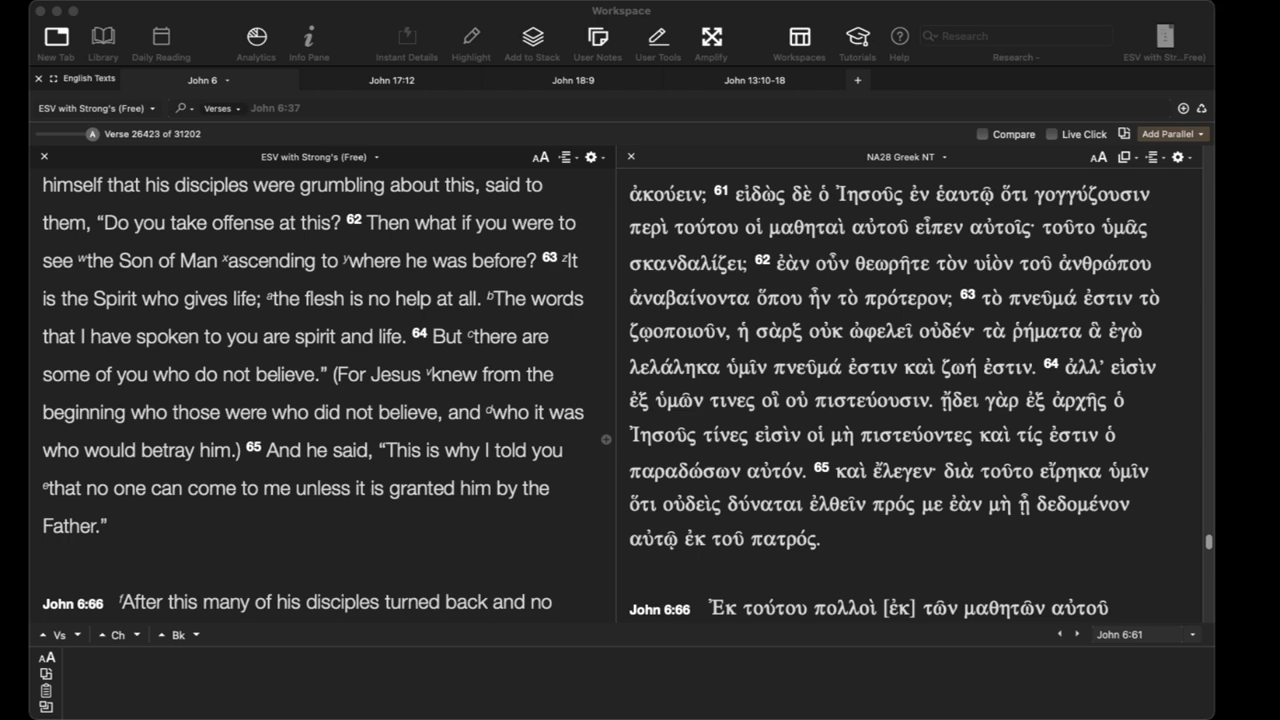 Workspace
New Tab Library Daily Reading Analytics Info Pane Instant Details Highlight Add to Stack User Notes User Tools Amplify Workspaces Tutorials Help Research Research ESV with Str...Free)
English Texts John 6 John 17:12 John 18:9 John 13:10-18 +
ESV with Strong's (Free) Verses John 6:37
A Verse 26423 of 31202 Compare Live Click Add Parallel
ESV with Strong's (Free)
himself that his disciples were grumbling about this, said to
them, “Do you take offense at this? 62 Then what if you were to
see wthe Son of Man xascending to ywhere he was before? 63 zIt
is the Spirit who gives life; athe flesh is no help at all. bThe words
that I have spoken to you are spirit and life. 64 But cthere are
some of you who do not believe.” (For Jesus vknew from the
beginning who those were who did not believe, and dwho it was
who would betray him.) 65 And he said, “This is why I told you
ethat no one can come to me unless it is granted him by the
Father.”
John 6:66 fAfter this many of his disciples turned back and no
NA28 Greek NT
ἀκούειν; 61 εἰδὼς δὲ ὁ Ἰησοῦς ἐν ἑαυτῷ ὅτι γογγύζουσιν
περὶ τούτου οἱ μαθηταὶ αὐτοῦ εἶπεν αὐτοῖς· τοῦτο ὑμᾶς
σκανδαλίζει; 62 ἐὰν οὖν θεωρῆτε τὸν υἱὸν τοῦ ἀνθρώπου
ἀναβαίνοντα ὅπου ἦν τὸ πρότερον; 63 τὸ πνεῦμά ἐστιν τὸ
ζῳοποιοῦν, ἡ σὰρξ οὐκ ὠφελεῖ οὐδέν· τὰ ῥήματα ἃ ἐγὼ
λελάληκα ὑμῖν πνεῦμά ἐστιν καὶ ζωή ἐστιν. 64 ἀλλ’ εἰσὶν
ἐξ ὑμῶν τινες οἳ οὐ πιστεύουσιν. ᾔδει γὰρ ἐξ ἀρχῆς ὁ
Ἰησοῦς τίνες εἰσὶν οἱ μὴ πιστεύοντες καὶ τίς ἐστιν ὁ
παραδώσων αὐτόν. 65 καὶ ἔλεγεν· διὰ τοῦτο εἴρηκα ὑμῖν
ὅτι οὐδεὶς δύναται ἐλθεῖν πρός με ἐὰν μὴ ᾖ δεδομένον
αὐτῷ ἐκ τοῦ πατρός.
John 6:66 Ἐκ τούτου πολλοὶ [ἐκ] τῶν μαθητῶν αὐτοῦ
Vs Ch Bk John 6:61